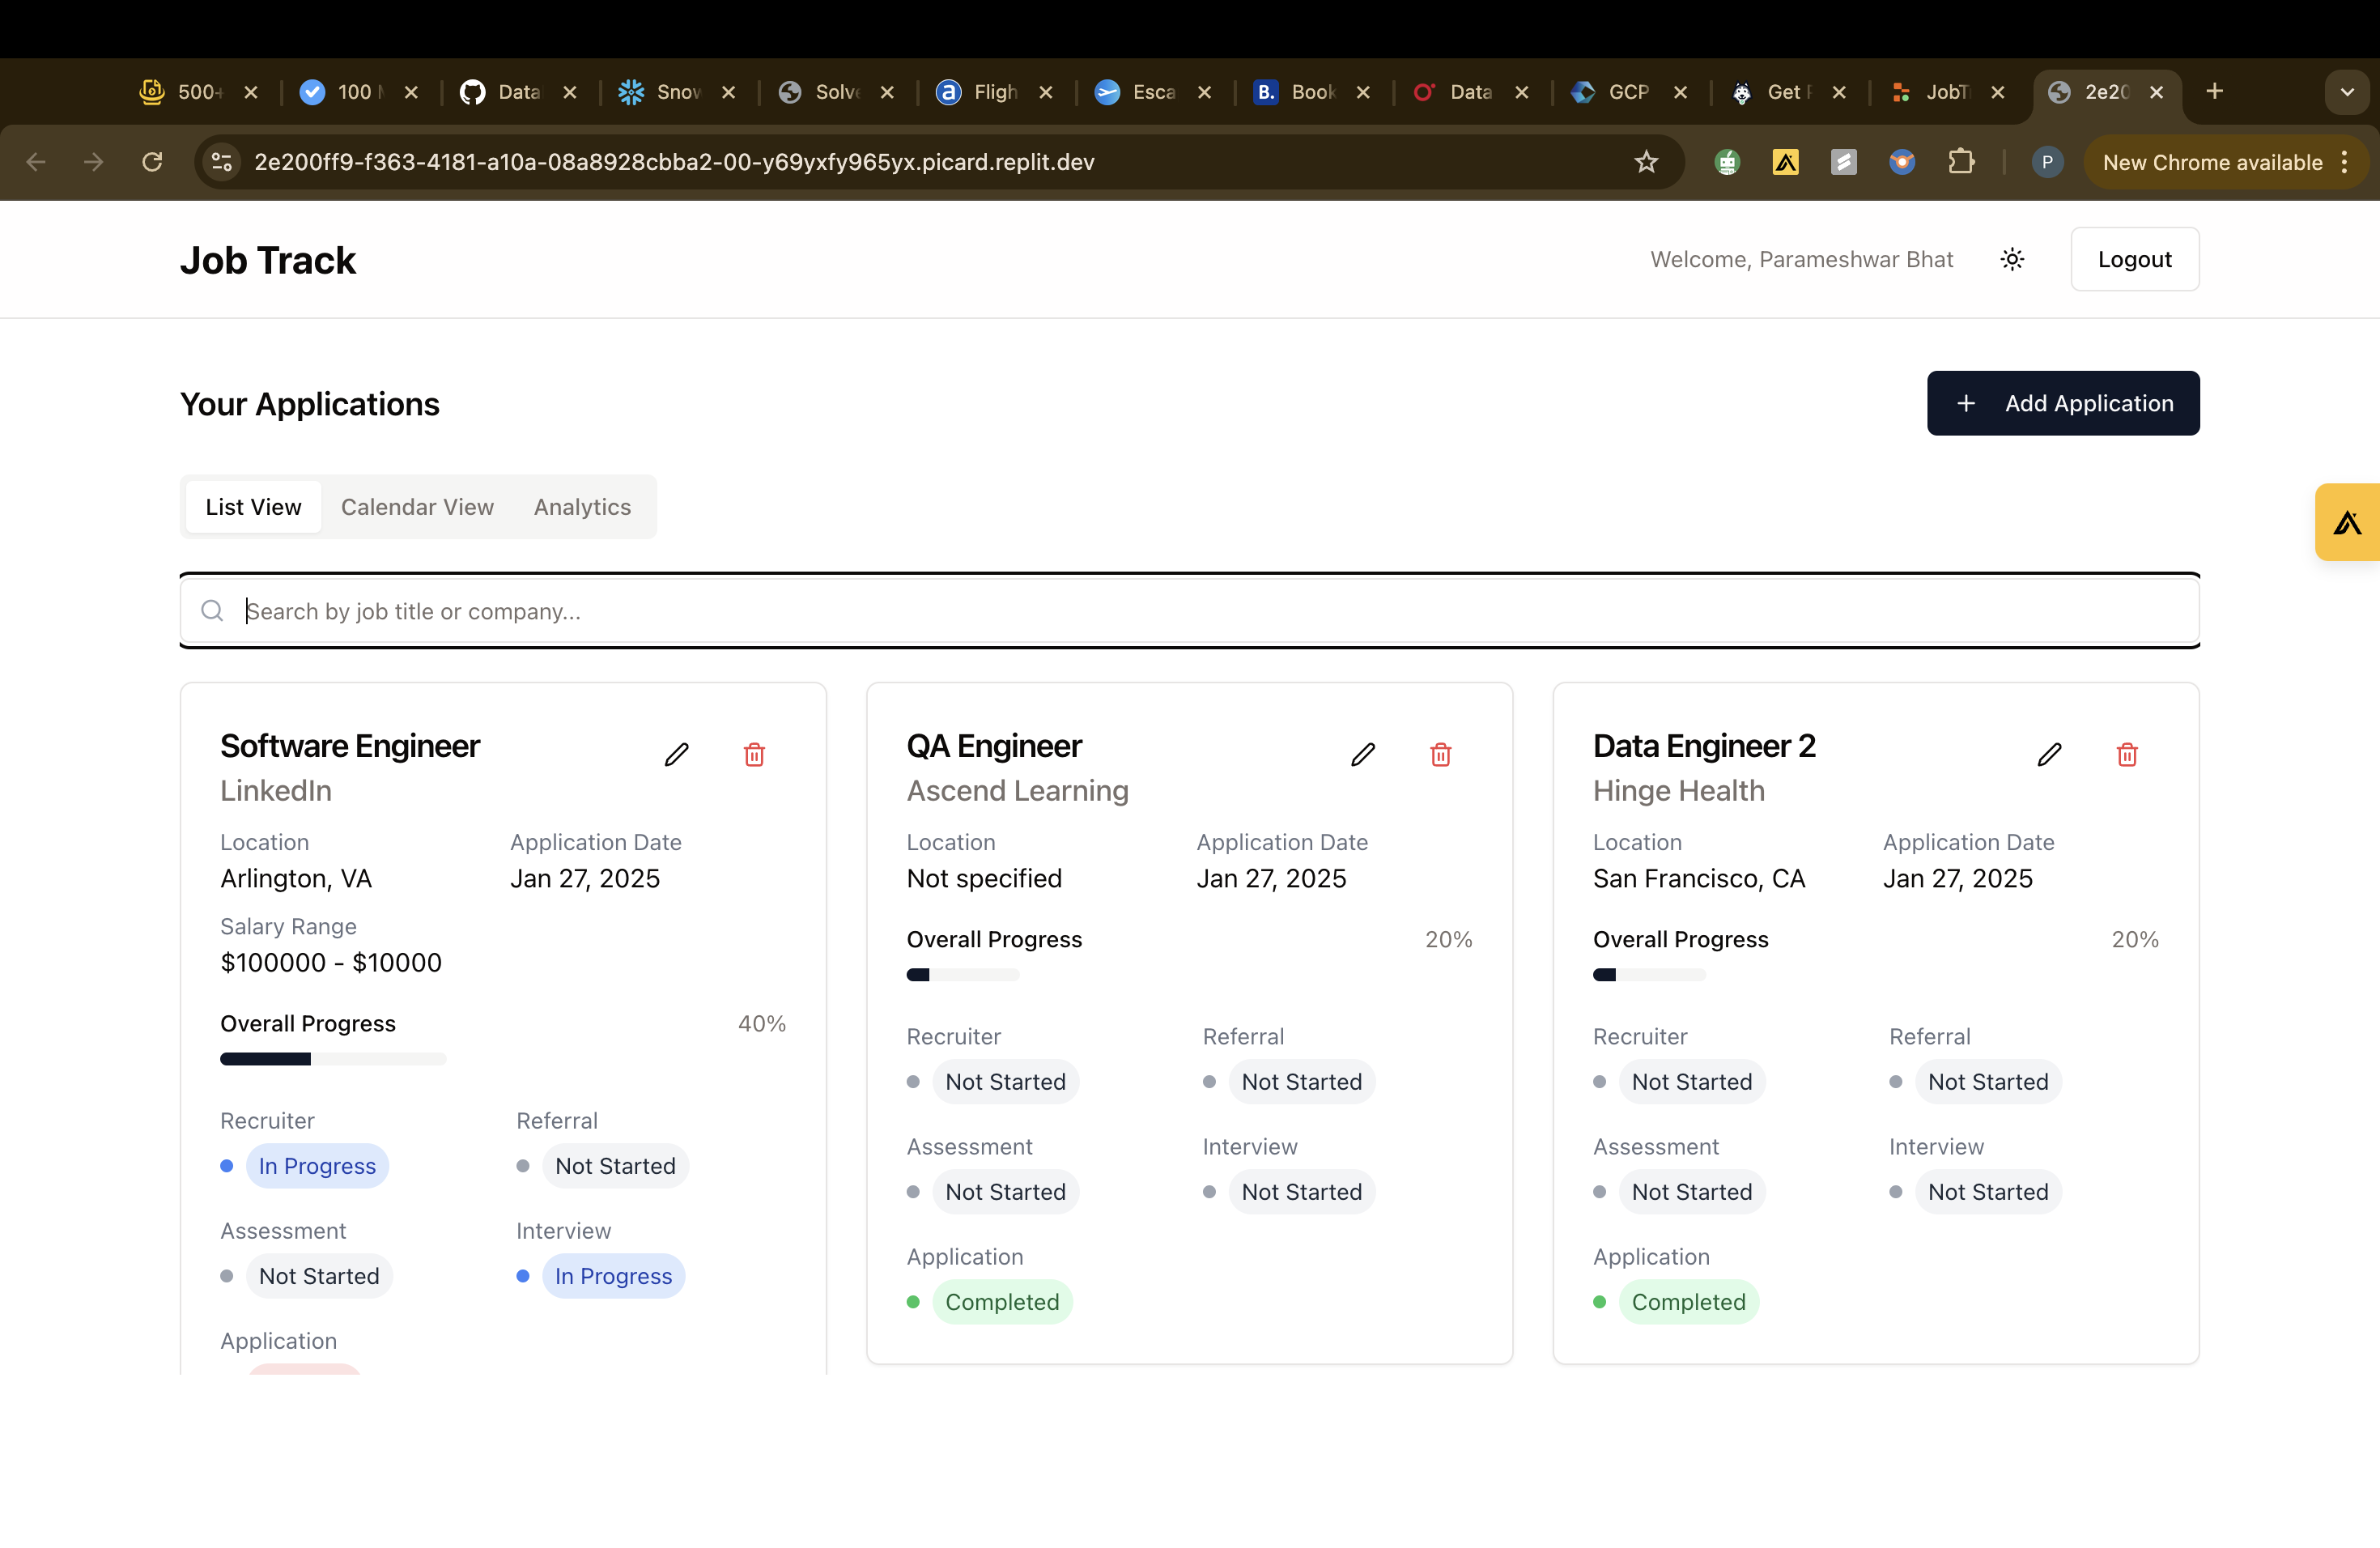 500+
100
Data
Snow
Solve
Fligh
Esca
B. Book
Data
GCP
Get
JobT
2e20
2e200ff9-f363-4181-a10a-08a8928cbba2-00-y69yxfy965yx.picard.replit.dev
P
New Chrome available
Job Track
Welcome, Parameshwar Bhat
Logout
Your Applications
+ Add Application
List View Calendar View Analytics
Search by job title or company...
Software Engineer
LinkedIn
Location Application Date
Arlington, VA Jan 27, 2025
Salary Range
$100000 - $10000
Overall Progress 40%
Recruiter Referral
In Progress Not Started
Assessment Interview
Not Started In Progress
Application
QA Engineer
Ascend Learning
Location Application Date
Not specified Jan 27, 2025
Overall Progress 20%
Recruiter Referral
Not Started Not Started
Assessment Interview
Not Started Not Started
Application
Completed
Data Engineer 2
Hinge Health
Location Application Date
San Francisco, CA Jan 27, 2025
Overall Progress 20%
Recruiter Referral
Not Started Not Started
Assessment Interview
Not Started Not Started
Application
Completed